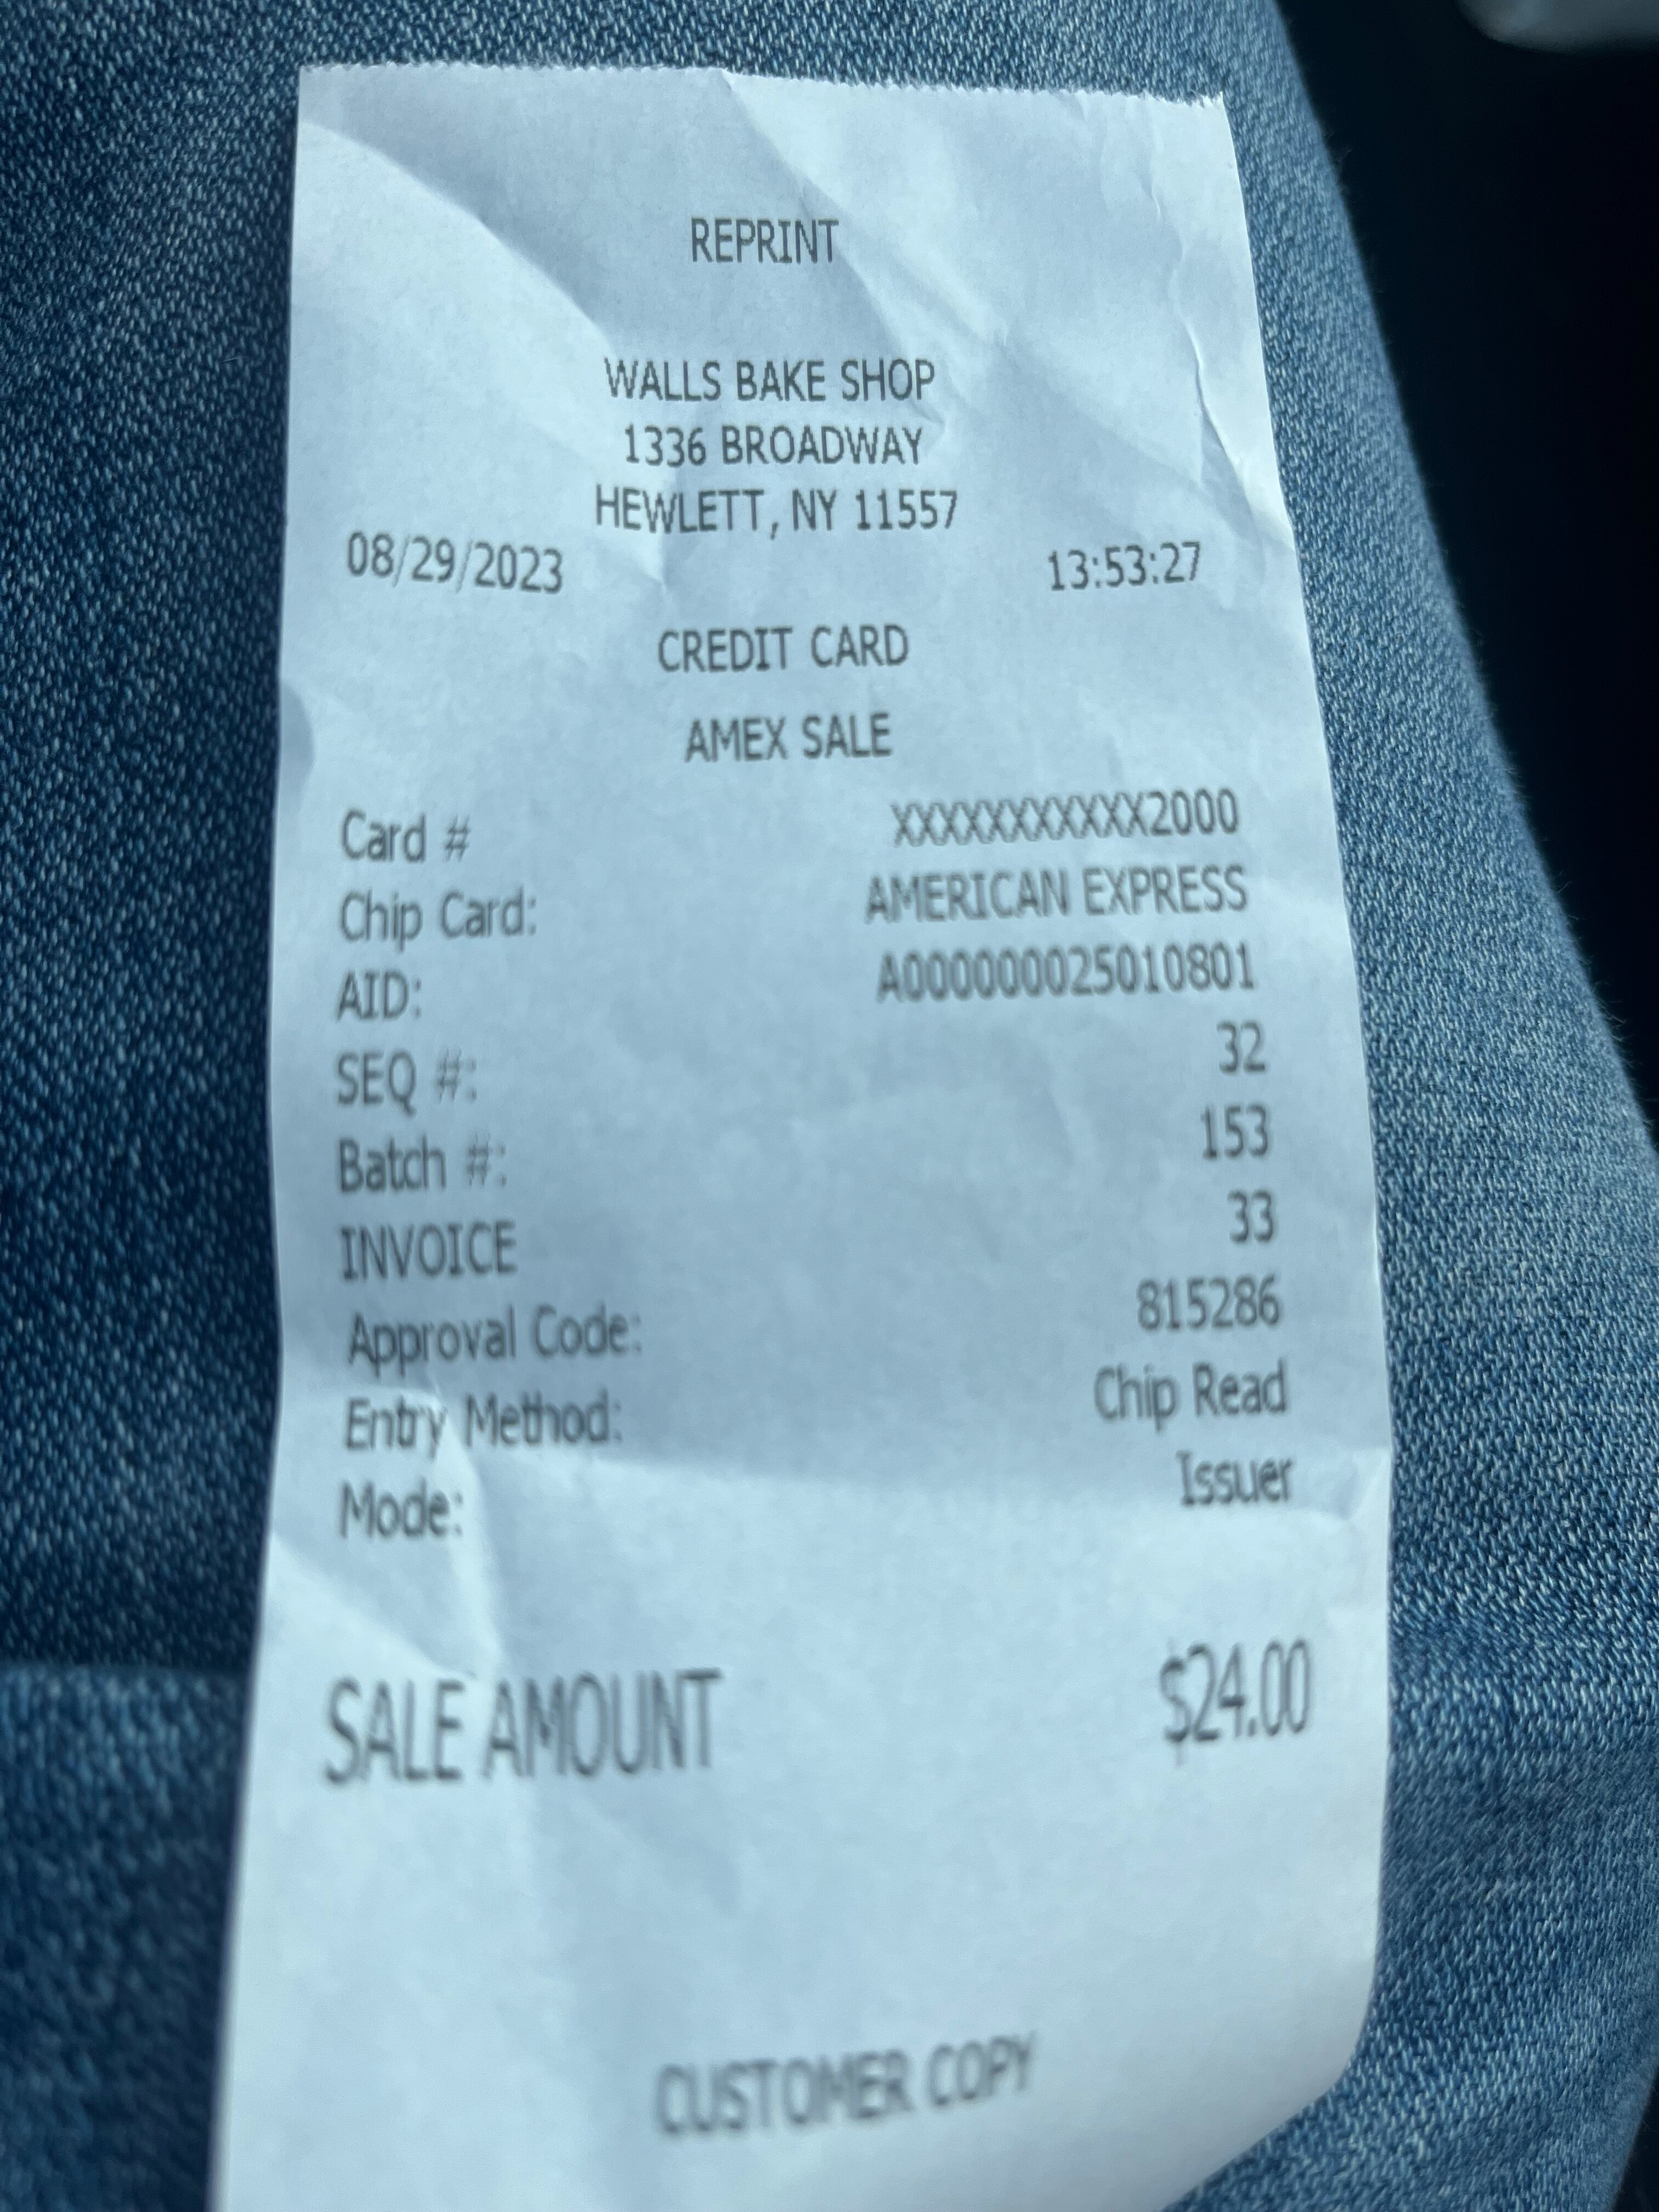 REPRINT
WALLS BAKE SHOP
1336 BROADWAY
HEWLETT, NY 11557
08/29/2023 13:53:27
CREDIT CARD
AMEX SALE
Card # XXXXXXXXXXX2000
Chip Card: AMERICAN EXPRESS
AID: A000000025010801
SEQ #: 32
Batch #: 153
INVOICE 33
Approval Code: 815286
Entry Method: Chip Read
Mode: Issuer
SALE AMOUNT $24.00
CUSTOMER COPY